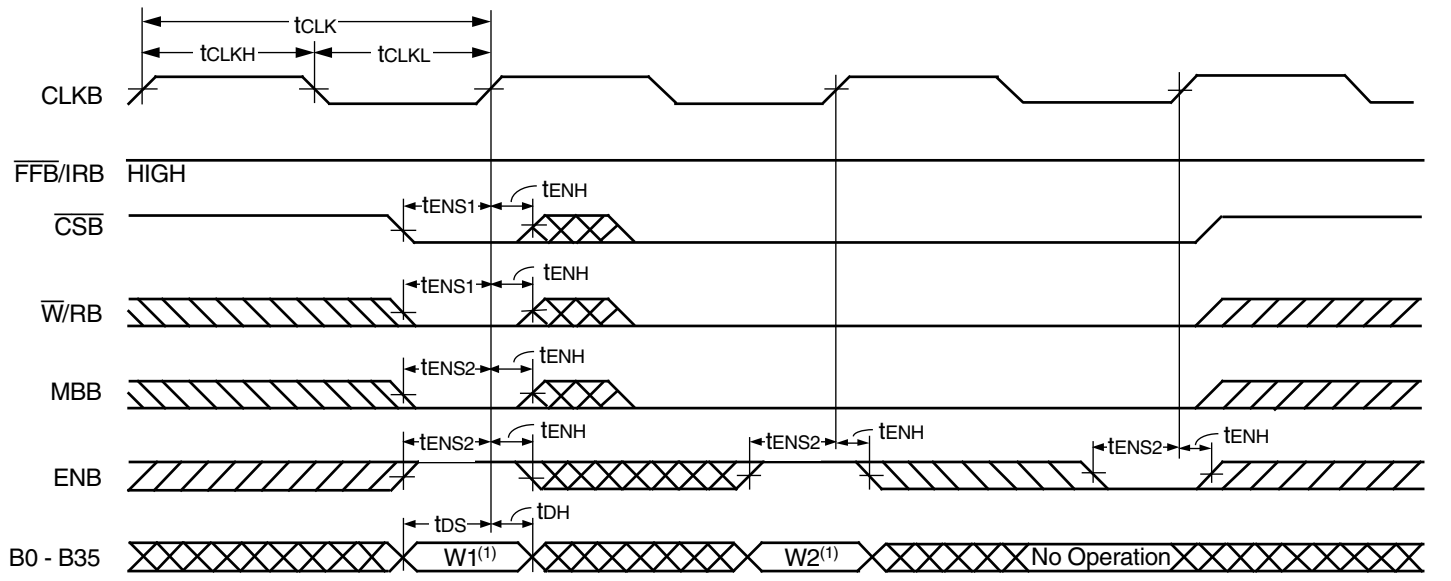 tCLK
tCLKH tCLKL
CLKB
FFB/IRB HIGH
tENS1 tENH
CSB
tENS1 tENH
W/RB
tENS2 tENH
MBB
tENS2 tENH tENS2 tENH tENS2 tENH
ENB
tDS tDH
B0 - B35 W1(1) W2(1) No Operation